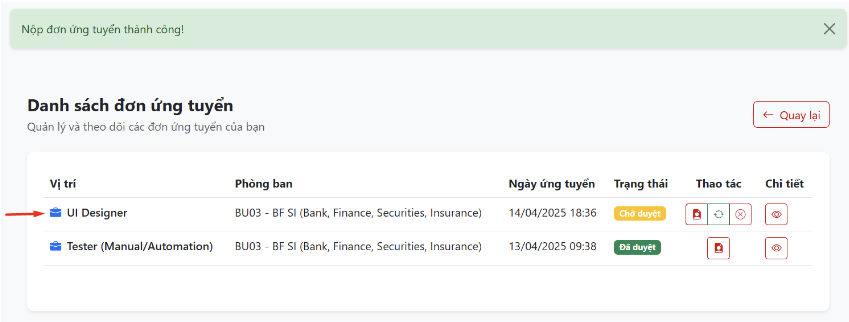 Nộp đơn ứng tuyển thành công!
Danh sách đơn ứng tuyển
Quản lý và theo dõi các đơn ứng tuyển của bạn
Quay lại
Vị trí Phòng ban Ngày ứng tuyển Trạng thái Thao tác Chi tiết
UI Designer BU03 - BF SI (Bank, Finance, Securities, Insurance) 14/04/2025 18:36 Chờ duyệt
Tester (Manual/Automation) BU03 - BF SI (Bank, Finance, Securities, Insurance) 13/04/2025 09:38 Đã duyệt